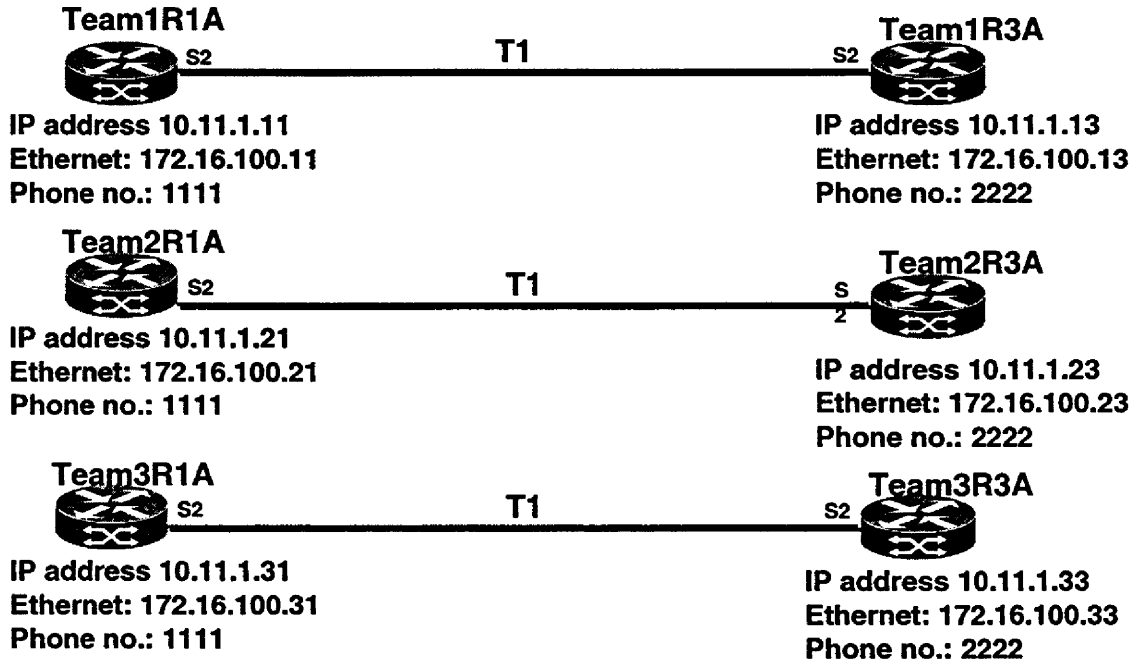 Team1R1A
S2
T1
S2
Team1R3A
IP address 10.11.1.11
Ethernet: 172.16.100.11
Phone no.: 1111
IP address 10.11.1.13
Ethernet: 172.16.100.13
Phone no.: 2222
Team2R1A
S2
T1
S
2
Team2R3A
IP address 10.11.1.21
Ethernet: 172.16.100.21
Phone no.: 1111
IP address 10.11.1.23
Ethernet: 172.16.100.23
Phone no.: 2222
Team3R1A
S2
T1
S2
Team3R3A
IP address 10.11.1.31
Ethernet: 172.16.100.31
Phone no.: 1111
IP address 10.11.1.33
Ethernet: 172.16.100.33
Phone no.: 2222